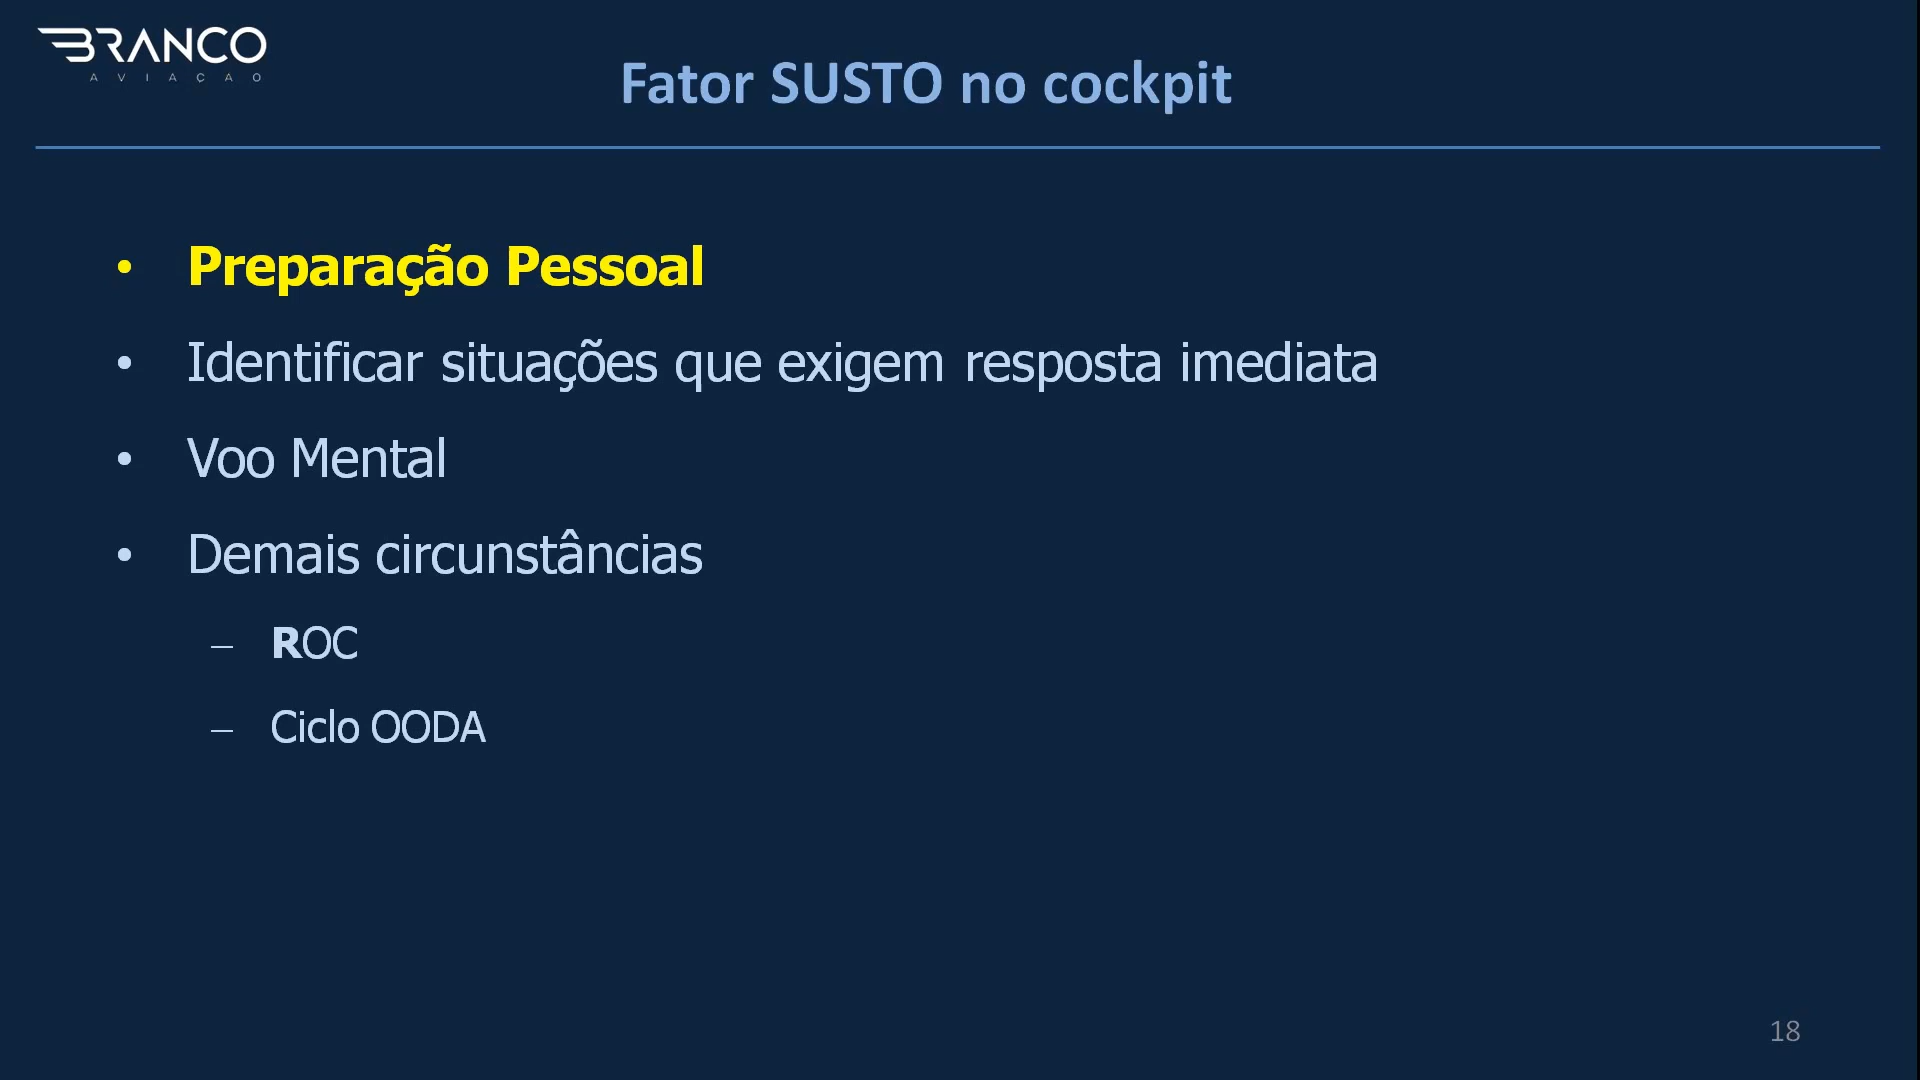 BRANCO
AVIAÇAO
Fator SUSTO no cockpit
• Preparação Pessoal
• Identificar situações que exigem resposta imediata
• Voo Mental
• Demais circunstâncias
– ROC
– Ciclo OODA
18